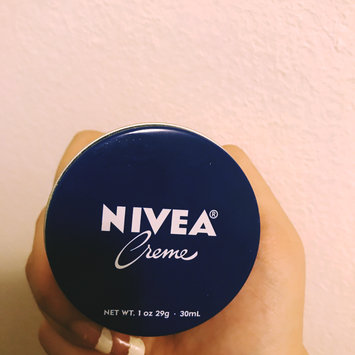 NIVEA®
Creme
NET WT. 1 oz 29g · 30mL